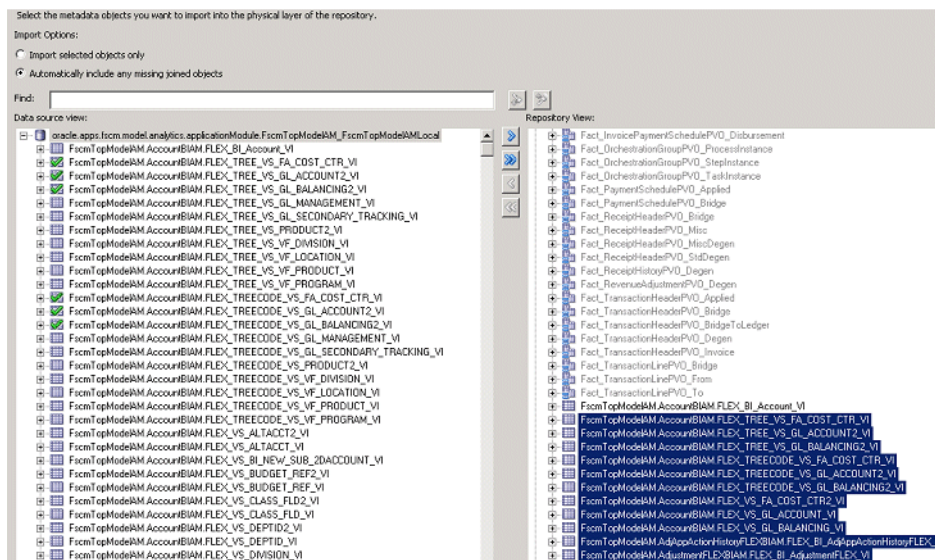 Select the metadata objects you want to import into the physical layer of the repository.
Import Options:
Import selected objects only
Automatically include any missing joined objects
Find:
Data source view:
oracle.apps.fscm.model.analytics.applicationModule.FscmTopModelAM_FscmTopModelAMLocal
FscmTopModelAM.AccountBIAM.FLEX_BI_Account_VI
FscmTopModelAM.AccountBIAM.FLEX_TREE_VS_FA_COST_CTR_VI
FscmTopModelAM.AccountBIAM.FLEX_TREE_VS_GL_ACCOUNT2_VI
FscmTopModelAM.AccountBIAM.FLEX_TREE_VS_GL_BALANCING2_VI
FscmTopModelAM.AccountBIAM.FLEX_TREE_VS_GL_MANAGEMENT_VI
FscmTopModelAM.AccountBIAM.FLEX_TREE_VS_GL_SECONDARY_TRACKING_VI
FscmTopModelAM.AccountBIAM.FLEX_TREE_VS_PRODUCT2_VI
FscmTopModelAM.AccountBIAM.FLEX_TREE_VS_VF_DIVISION_VI
FscmTopModelAM.AccountBIAM.FLEX_TREE_VS_VF_LOCATION_VI
FscmTopModelAM.AccountBIAM.FLEX_TREE_VS_VF_PRODUCT_VI
FscmTopModelAM.AccountBIAM.FLEX_TREE_VS_VF_PROGRAM_VI
FscmTopModelAM.AccountBIAM.FLEX_TREECODE_VS_FA_COST_CTR_VI
FscmTopModelAM.AccountBIAM.FLEX_TREECODE_VS_GL_ACCOUNT2_VI
FscmTopModelAM.AccountBIAM.FLEX_TREECODE_VS_GL_BALANCING2_VI
FscmTopModelAM.AccountBIAM.FLEX_TREECODE_VS_GL_MANAGEMENT_VI
FscmTopModelAM.AccountBIAM.FLEX_TREECODE_VS_GL_SECONDARY_TRACKING_VI
FscmTopModelAM.AccountBIAM.FLEX_TREECODE_VS_PRODUCT2_VI
FscmTopModelAM.AccountBIAM.FLEX_TREECODE_VS_VF_DIVISION_VI
FscmTopModelAM.AccountBIAM.FLEX_TREECODE_VS_VF_LOCATION_VI
FscmTopModelAM.AccountBIAM.FLEX_TREECODE_VS_VF_PRODUCT_VI
FscmTopModelAM.AccountBIAM.FLEX_TREECODE_VS_VF_PROGRAM_VI
FscmTopModelAM.AccountBIAM.FLEX_VS_ALTACCT2_VI
FscmTopModelAM.AccountBIAM.FLEX_VS_ALTACCT_VI
FscmTopModelAM.AccountBIAM.FLEX_VS_BI_NEW_SUB_2DACCOUNT_VI
FscmTopModelAM.AccountBIAM.FLEX_VS_BUDGET_REF2_VI
FscmTopModelAM.AccountBIAM.FLEX_VS_BUDGET_REF_VI
FscmTopModelAM.AccountBIAM.FLEX_VS_CLASS_FLD2_VI
FscmTopModelAM.AccountBIAM.FLEX_VS_CLASS_FLD_VI
FscmTopModelAM.AccountBIAM.FLEX_VS_DEPTID2_VI
FscmTopModelAM.AccountBIAM.FLEX_VS_DEPTID_VI
FscmTopModelAM.AccountBIAM.FLEX_VS_DIVISION_VI
Repository View:
Fact_InvoicePaymentSchedulePVO_Disbursement
Fact_OrchestrationGroupPVO_ProcessInstance
Fact_OrchestrationGroupPVO_StepInstance
Fact_OrchestrationGroupPVO_TaskInstance
Fact_PaymentSchedulePVO_Applied
Fact_PaymentSchedulePVO_Bridge
Fact_ReceiptHeaderPVO_Bridge
Fact_ReceiptHeaderPVO_Misc
Fact_ReceiptHeaderPVO_MiscDegen
Fact_ReceiptHeaderPVO_StdDegen
Fact_ReceiptHistoryPVO_Degen
Fact_RevenueAdjustmentPVO_Degen
Fact_TransactionHeaderPVO_Applied
Fact_TransactionHeaderPVO_Bridge
Fact_TransactionHeaderPVO_BridgeToLedger
Fact_TransactionHeaderPVO_Degen
Fact_TransactionHeaderPVO_Invoice
Fact_TransactionLinePVO_Bridge
Fact_TransactionLinePVO_From
Fact_TransactionLinePVO_To
FscmTopModelAM.AccountBIAM.FLEX_BI_Account_VI
FscmTopModelAM.AccountBIAM.FLEX_TREE_VS_FA_COST_CTR_VI
FscmTopModelAM.AccountBIAM.FLEX_TREE_VS_GL_ACCOUNT2_VI
FscmTopModelAM.AccountBIAM.FLEX_TREE_VS_GL_BALANCING2_VI
FscmTopModelAM.AccountBIAM.FLEX_TREECODE_VS_FA_COST_CTR_VI
FscmTopModelAM.AccountBIAM.FLEX_TREECODE_VS_GL_ACCOUNT2_VI
FscmTopModelAM.AccountBIAM.FLEX_TREECODE_VS_GL_BALANCING2_VI
FscmTopModelAM.AccountBIAM.FLEX_VS_FA_COST_CTR2_VI
FscmTopModelAM.AccountBIAM.FLEX_VS_GL_ACCOUNT_VI
FscmTopModelAM.AccountBIAM.FLEX_VS_GL_BALANCING_VI
FscmTopModelAM.AdjAppActionHistoryFLEXBIAM.FLEX_BI_AdjAppActionHistoryFLEX_
FscmTopModelAM.AdjustmentFLEXBIAM.FLEX_BI_AdjustmentFLEX_VI